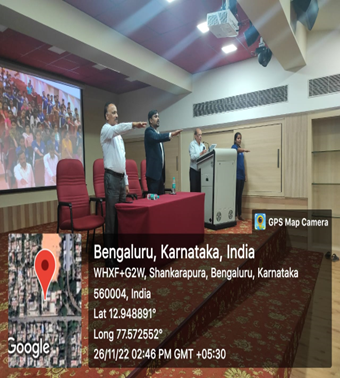 GPS Map Camera
Bengaluru, Karnataka, India
WHXF+G2W, Shankarapura, Bengaluru, Karnataka
560004, India
Lat 12.948891°
Long 77.572552°
26/11/22 02:46 PM GMT +05:30
Google